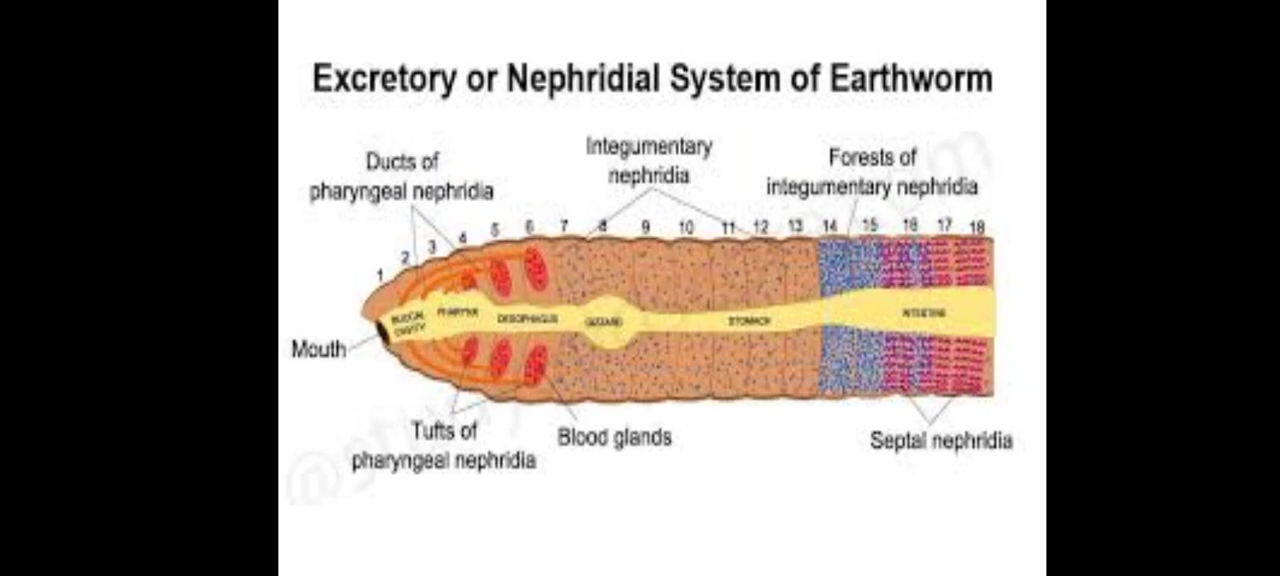 Excretory or Nephridial System of Earthworm
Integumentary
nephridia
Ducts of
pharyngeal nephridia
Forests of
integumentary nephridia
1 2 3 4 5 6 7 8 9 10 11 12 13 14 15 16 17 18
BUCCAL
CAVITY
PHARYNX
OESOPHAGUS
GIZZARD
STOMACH
INTESTINE
Mouth
Tufts of
pharyngeal nephridia
Blood glands
Septal nephridia